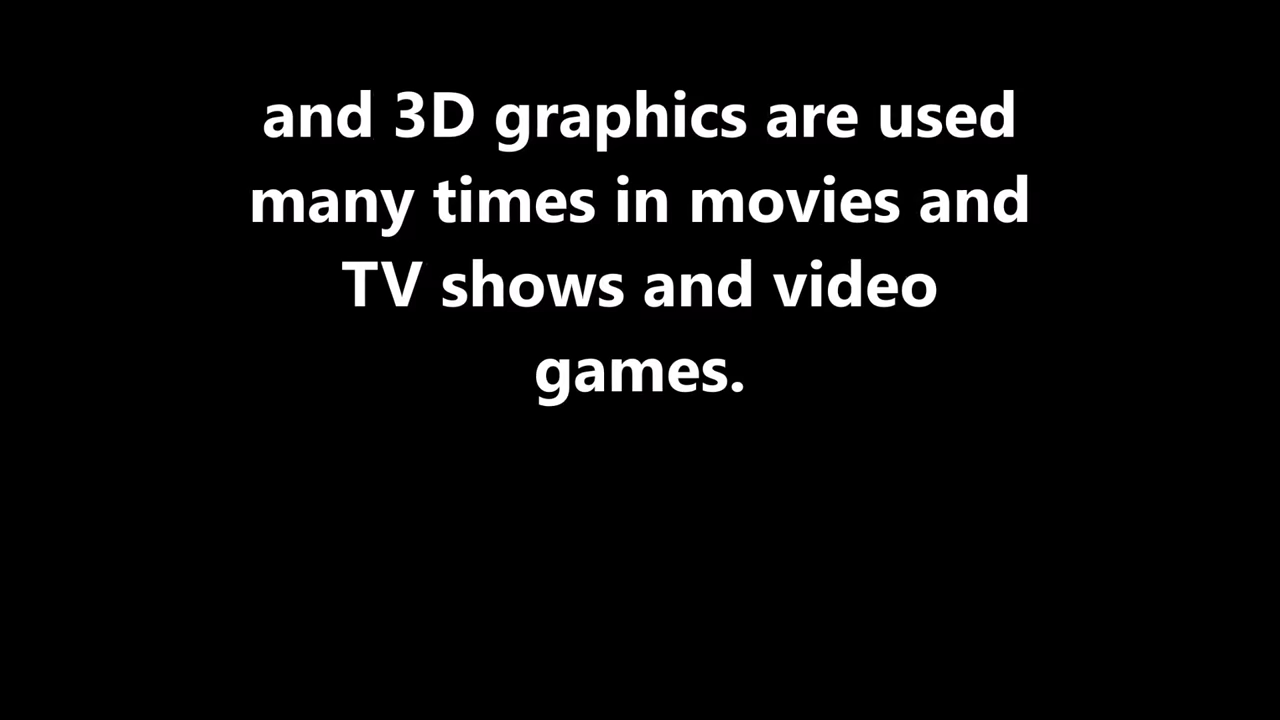 and 3D graphics are used
many times in movies and
TV shows and video
games.